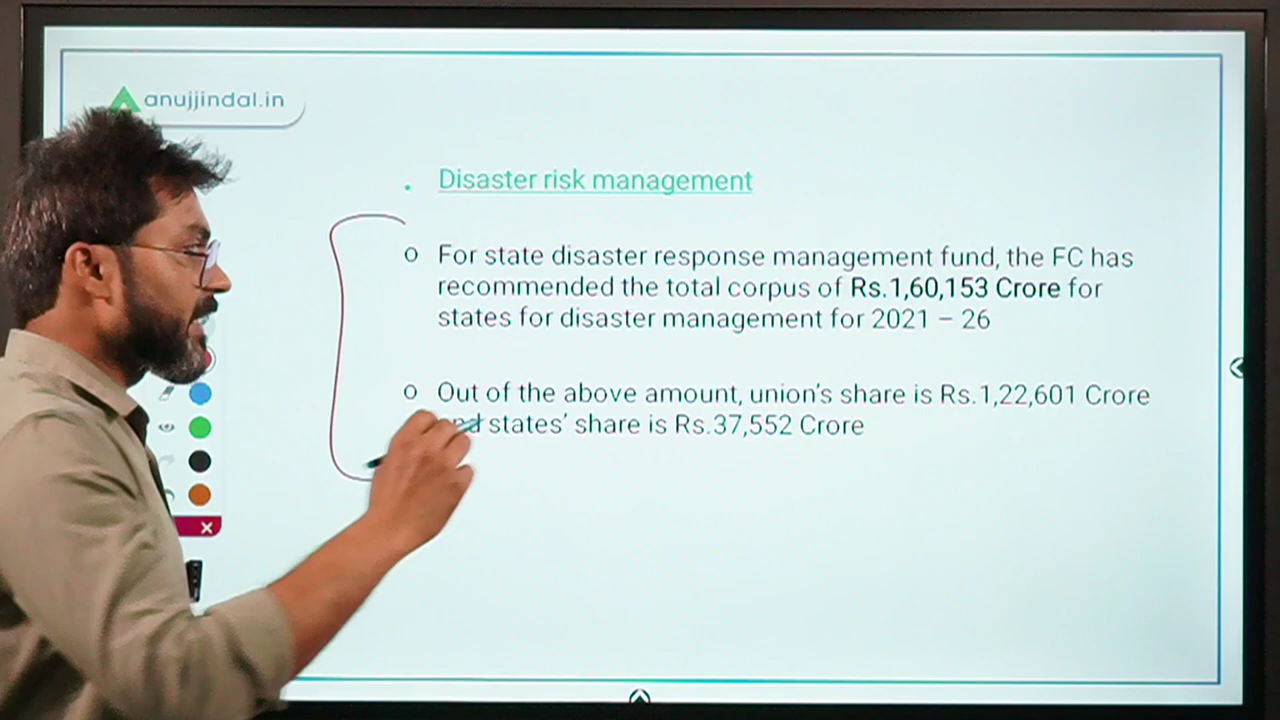 anujjindal.in
. Disaster risk management
o For state disaster response management fund, the FC has
recommended the total corpus of Rs.1,60,153 Crore for
states for disaster management for 2021 – 26
o Out of the above amount, union's share is Rs.1,22,601 Crore
states' share is Rs.37,552 Crore